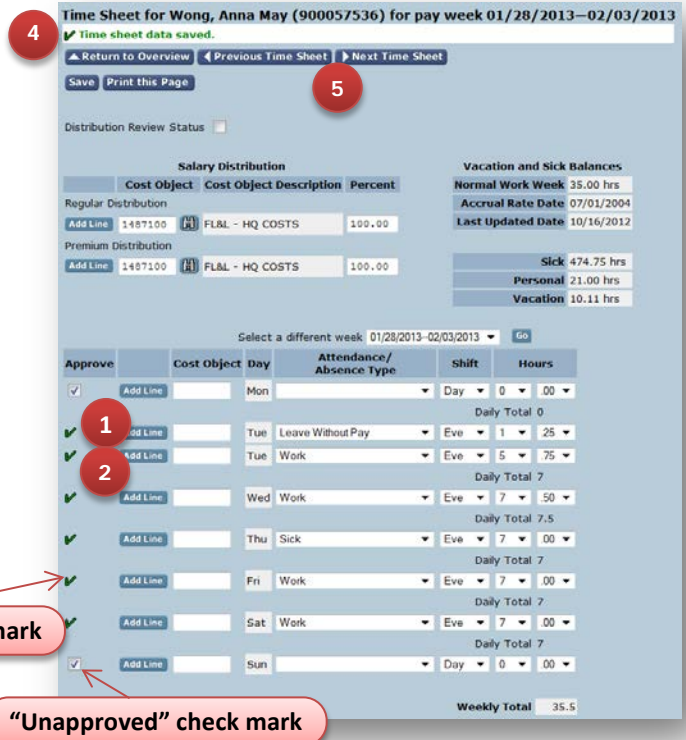 Time Sheet for Wong, Anna May (900057536) for pay week 01/28/2013—02/03/2013
4
Time sheet data saved.
Return to Overview Previous Time Sheet Next Time Sheet
Save Print this Page
5
Distribution Review Status
Salary Distribution
Cost Object Cost Object Description Percent
Regular Distribution
Add Line 1487100 FL&L - HQ COSTS 100.00
Premium Distribution
Add Line 1487100 FL&L - HQ COSTS 100.00
Vacation and Sick Balances
Normal Work Week 35.00 hrs
Accrual Rate Date 07/01/2004
Last Updated Date 10/16/2012
Sick 474.75 hrs
Personal 21.00 hrs
Vacation 10.11 hrs
Select a different week 01/28/2013-02/03/2013 Go
Approve Cost Object Day Attendance/ Absence Type Shift Hours
Add Line Mon Day 0 .00
Daily Total 0
1
Add Line Tue Leave Without Pay Eve 1 .25
2
Add Line Tue Work Eve 5 .75
Daily Total 7
Add Line Wed Work Eve 7 .50
Daily Total 7.5
Add Line Thu Sick Eve 7 .00
Daily Total 7
Add Line Fri Work Eve 7 .00
Daily Total 7
mark
Add Line Sat Work Eve 7 .00
Daily Total 7
Add Line Sun Day 0 .00
"Unapproved" check mark
Weekly Total 35.5